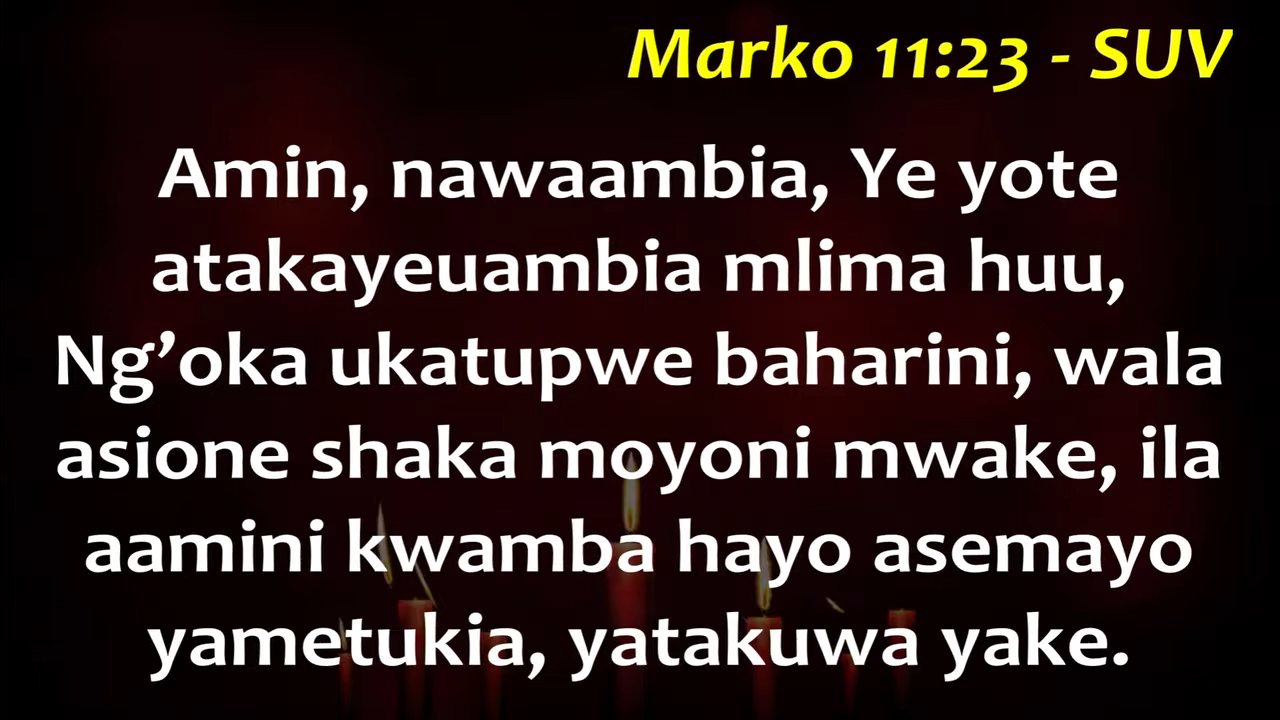 Marko 11:23 - SUV
Amin, nawaambia, Ye yote
atakayeuambia mlima huu,
Ng’oka ukatupwe baharini, wala
asione shaka moyoni mwake, ila
aamini kwamba hayo asemayo
yametukia, yatakuwa yake.